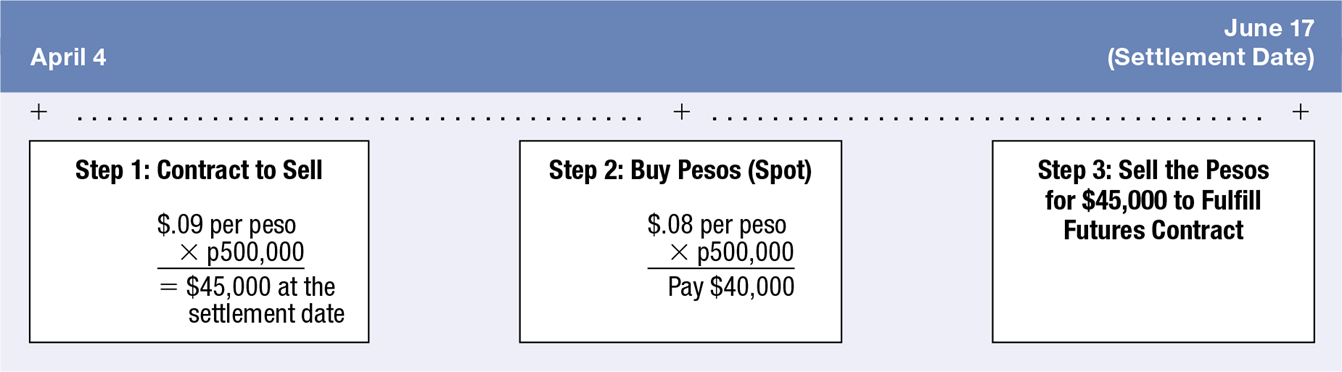 April 4
June 17
(Settlement Date)
+ ..................................... + ..................................... +
Step 1: Contract to Sell
$.09 per peso
× p500,000
= $45,000 at the
settlement date
Step 2: Buy Pesos (Spot)
$.08 per peso
× p500,000
Pay $40,000
Step 3: Sell the Pesos
for $45,000 to Fulfill
Futures Contract